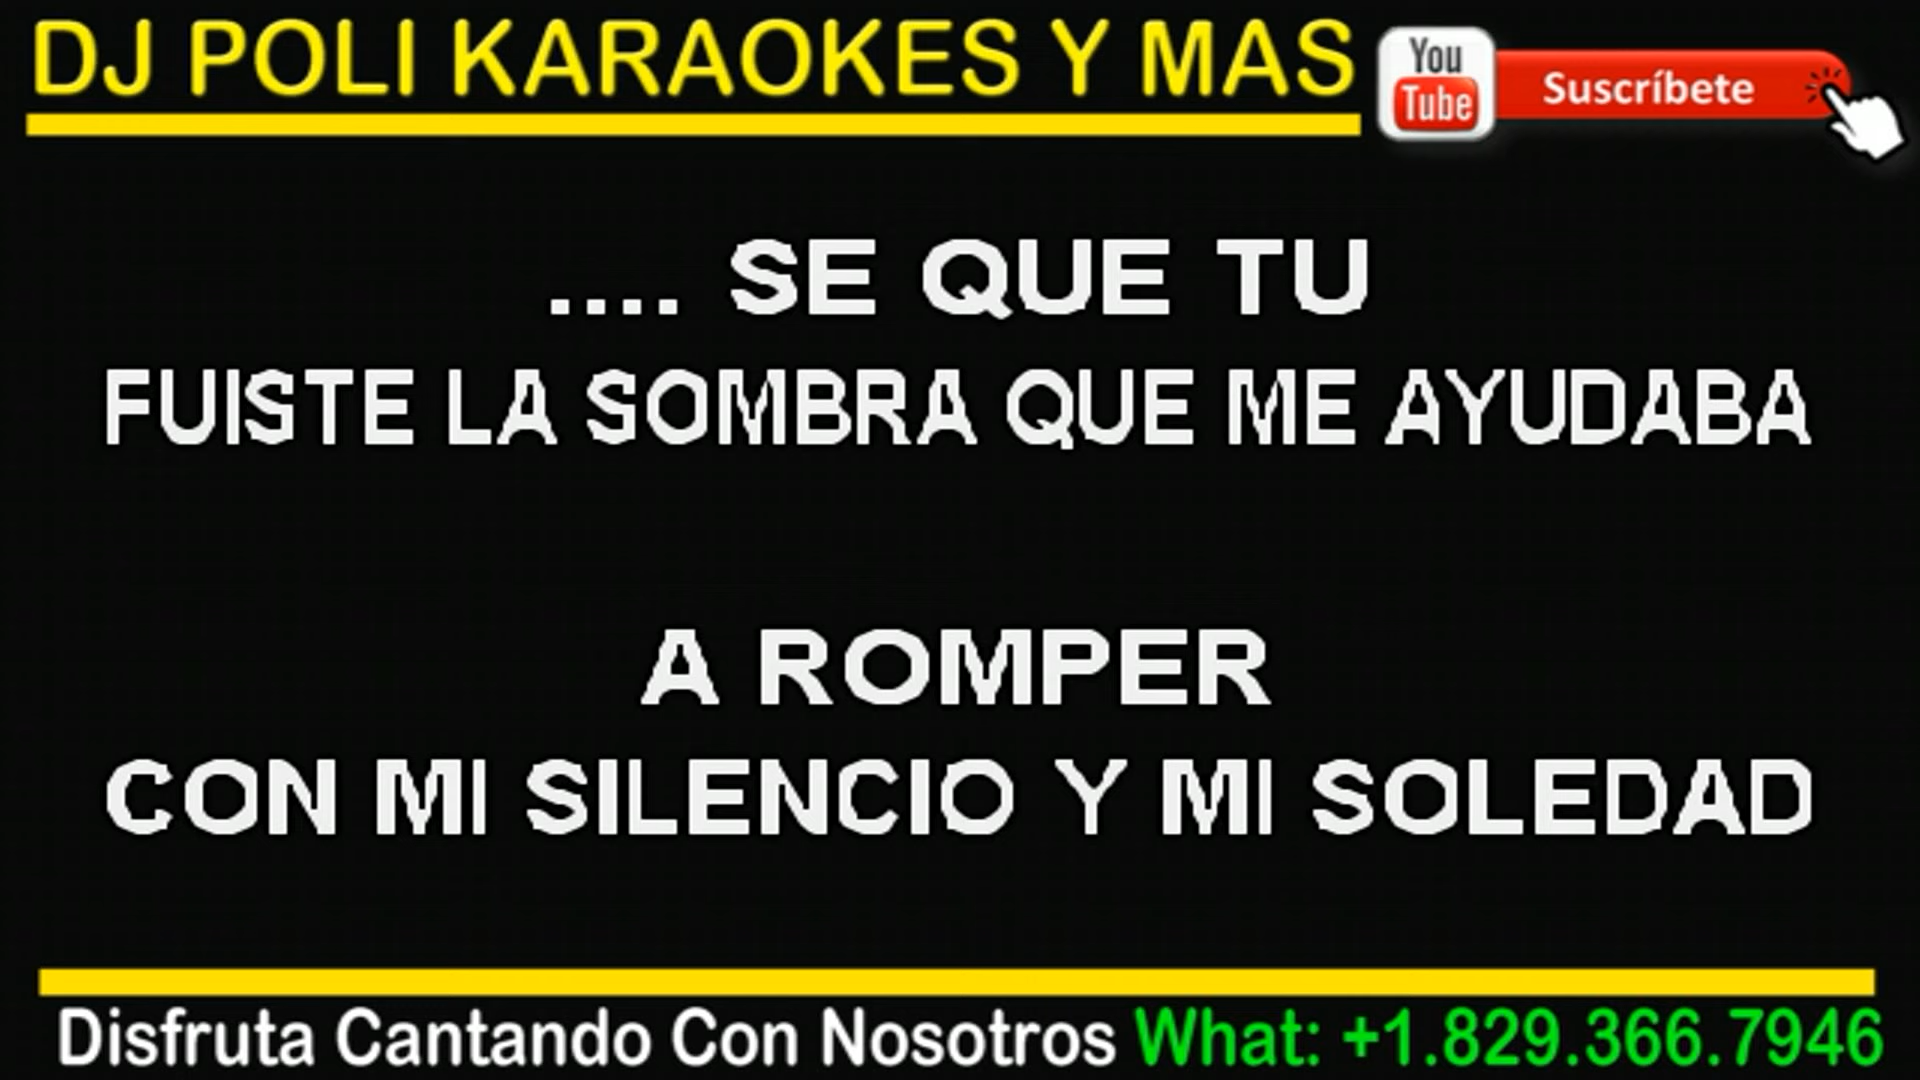 DJ POLI KARAOKES Y MAS
You
Tube
Suscríbete
.... SE QUE TU
FUISTE LA SOMBRA QUE ME AYUDABA
A ROMPER
CON MI SILENCIO Y MI SOLEDAD
Disfruta Cantando Con Nosotros What: +1.829.366.7946